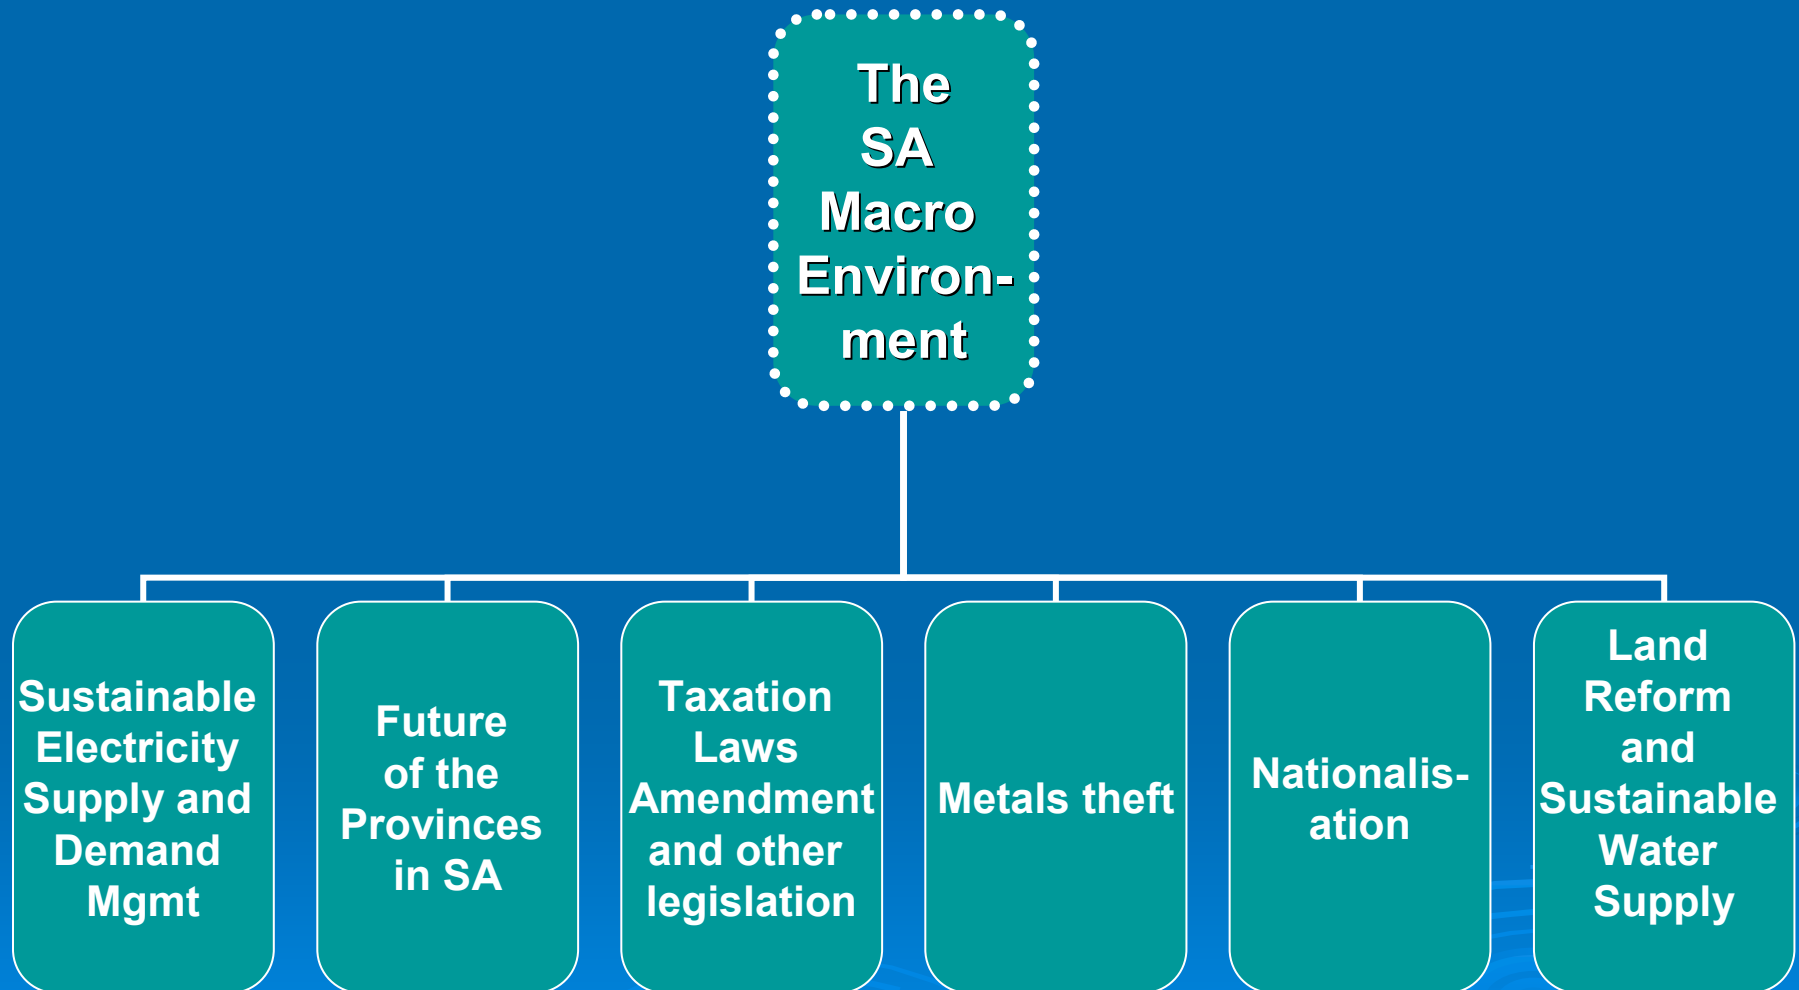 The
SA
Macro
Environ-
ment
Sustainable
Electricity
Supply and
Demand
Mgmt
Future
of the
Provinces
in SA
Taxation
Laws
Amendment
and other
legislation
Metals theft
Nationalis-
ation
Land
Reform
and
Sustainable
Water
Supply